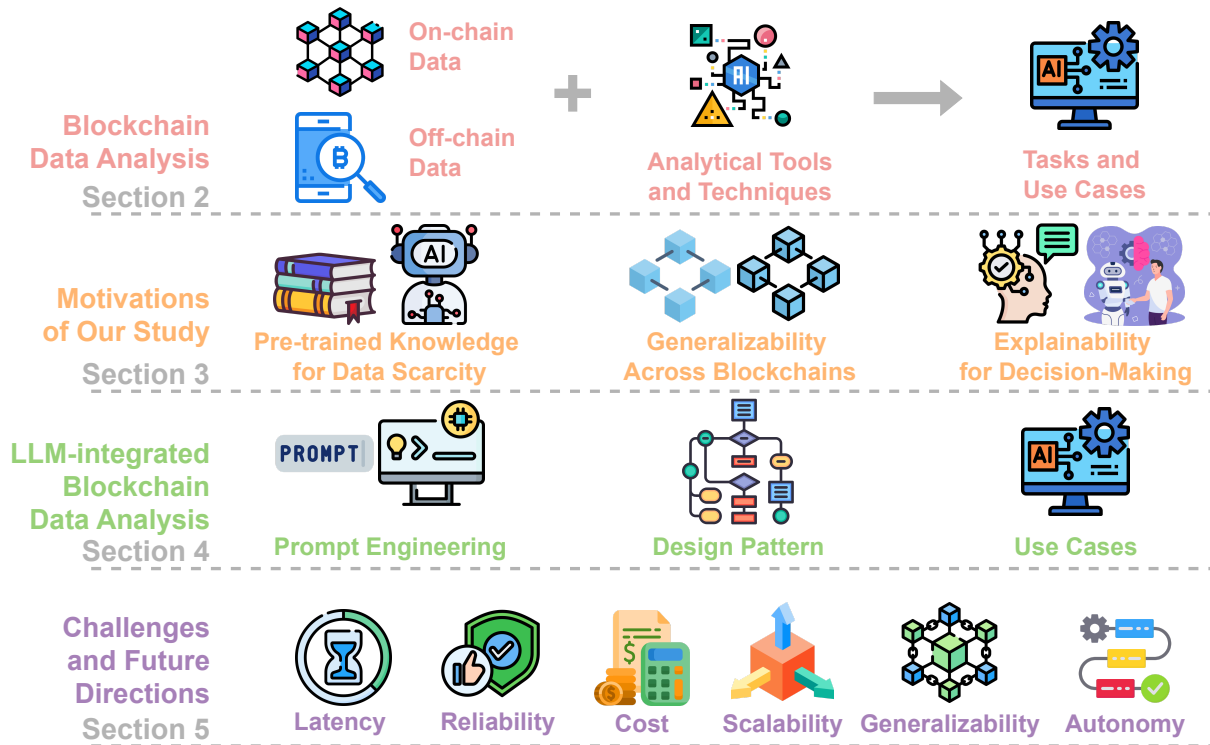 On-chain
Data
Off-chain
Data
AI
Analytical Tools
and Techniques
AI
Tasks and
Use Cases
Blockchain
Data Analysis
Section 2
AI
Pre-trained Knowledge
for Data Scarcity
Generalizability
Across Blockchains
Explainability
for Decision-Making
Motivations
of Our Study
Section 3
PROMPT
Prompt Engineering
Design Pattern
AI
Use Cases
LLM-integrated
Blockchain
Data Analysis
Section 4
Challenges
and Future
Directions
Section 5
Latency
Reliability
$
$
Cost
Scalability
Generalizability
Autonomy